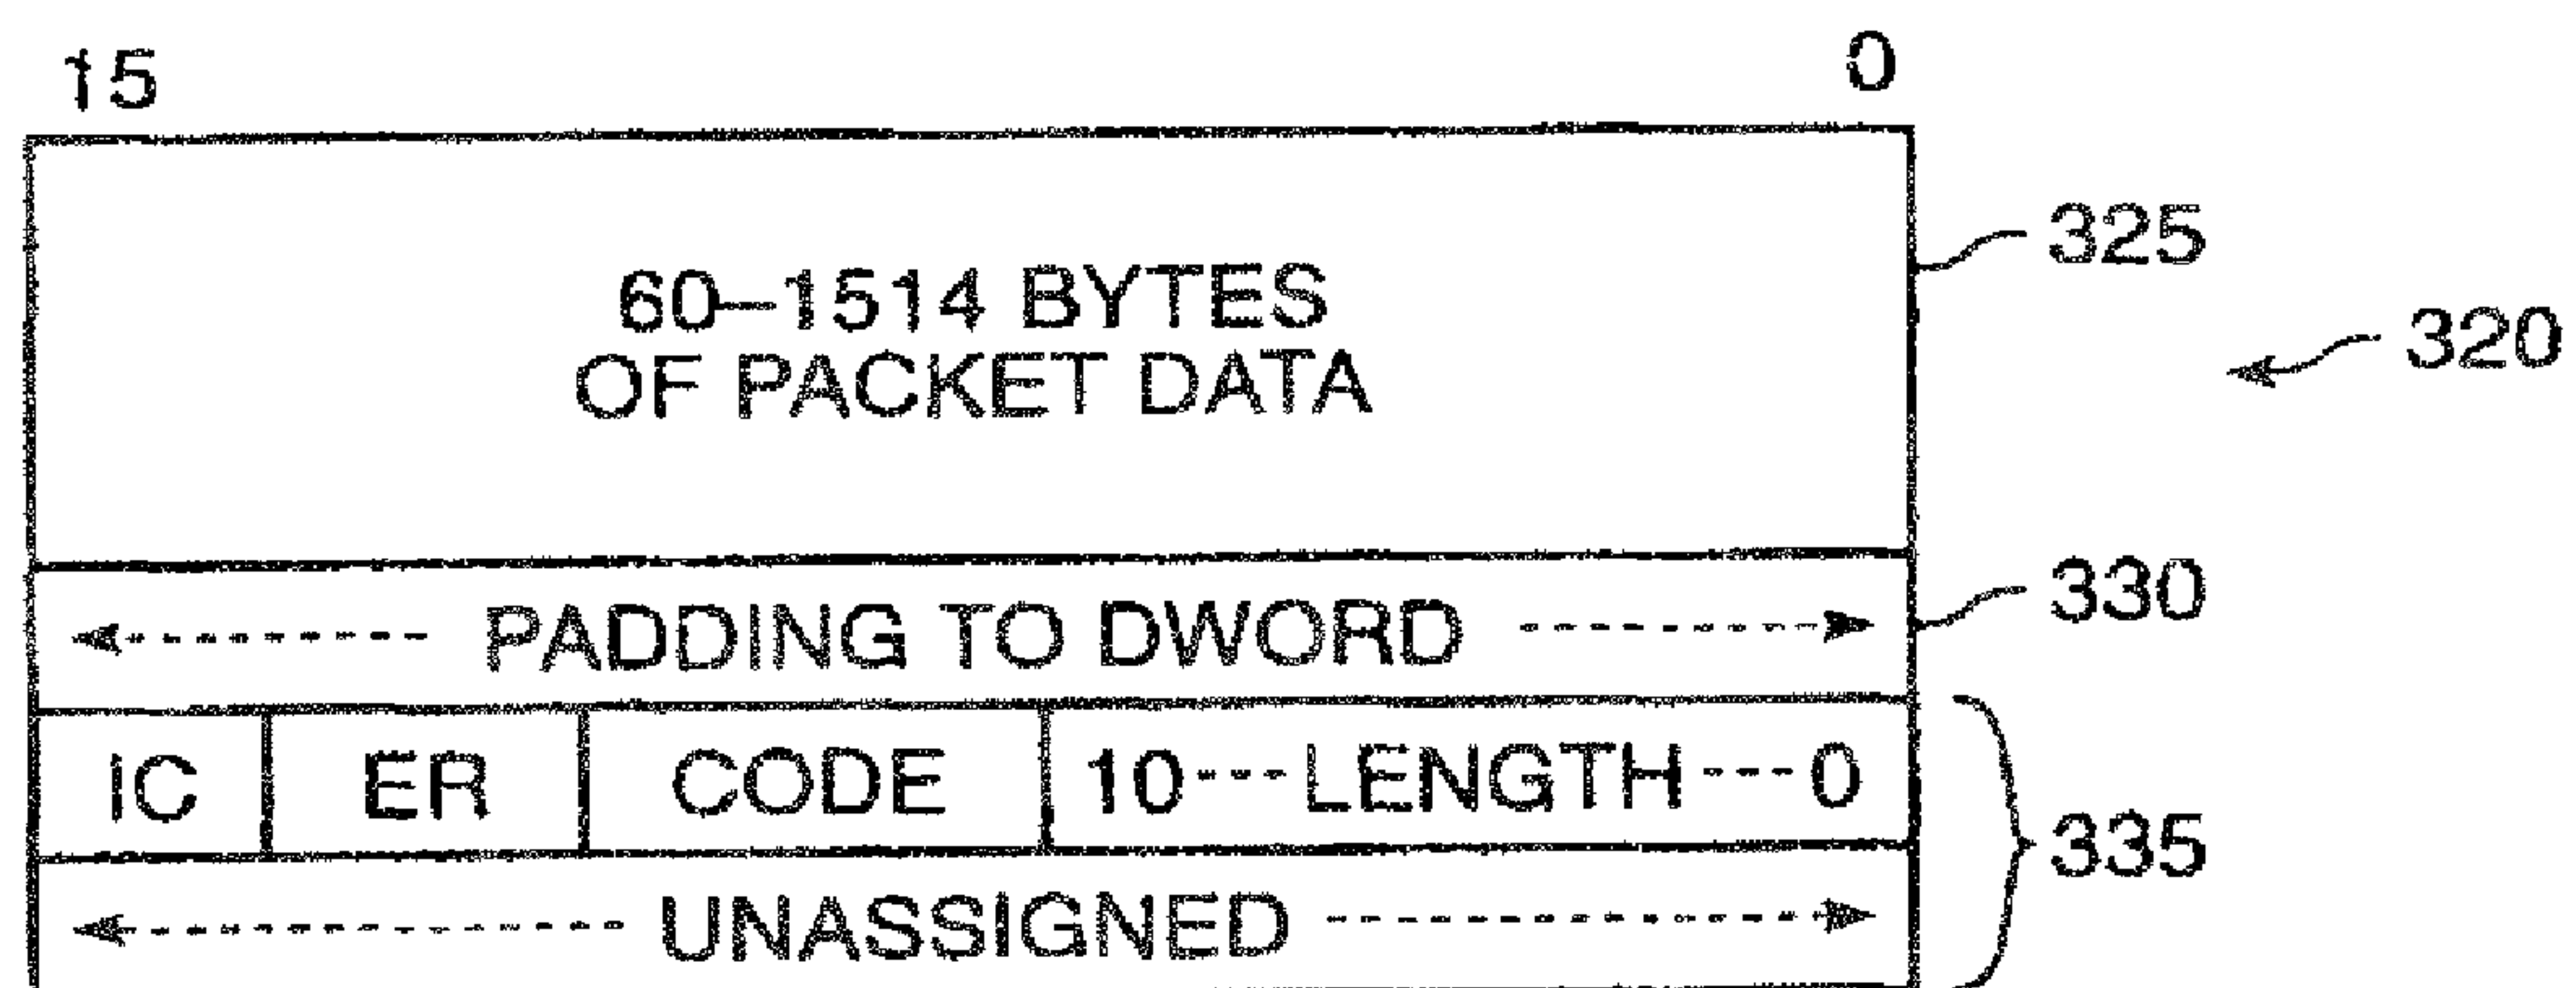 15 0
60-1514 BYTES
OF PACKET DATA
325
320
PADDING TO DWORD
330
IC ER CODE 10---LENGTH---0
335
UNASSIGNED